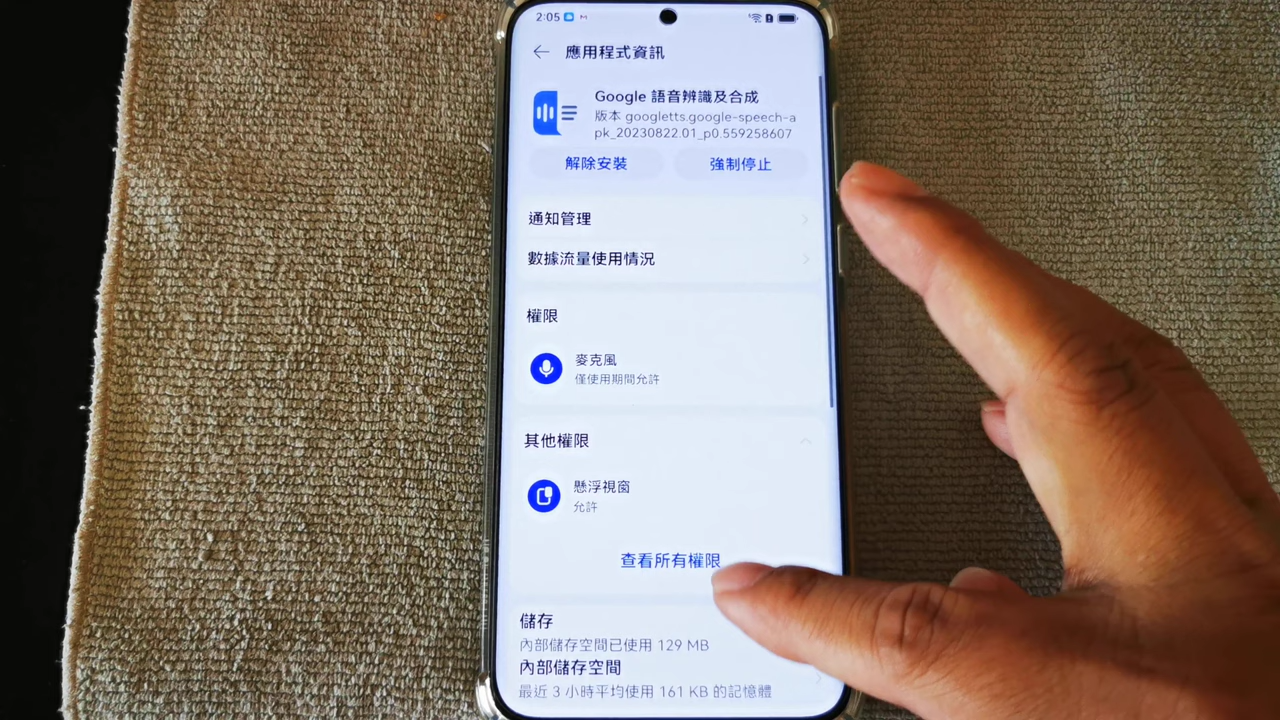 2:05
應用程式資訊
Google 語音辨識及合成
版本 googletts.google-speech-a
pk_20230822.01_p0.559258607
解除安裝
強制停止
通知管理
數據流量使用情況
權限
麥克風
僅使用期間允許
其他權限
懸浮視窗
允許
查看所有權限
儲存
內部儲存空間已使用 129 MB
內部儲存空間
最近 3 小時平均使用 161 KB 的記憶體